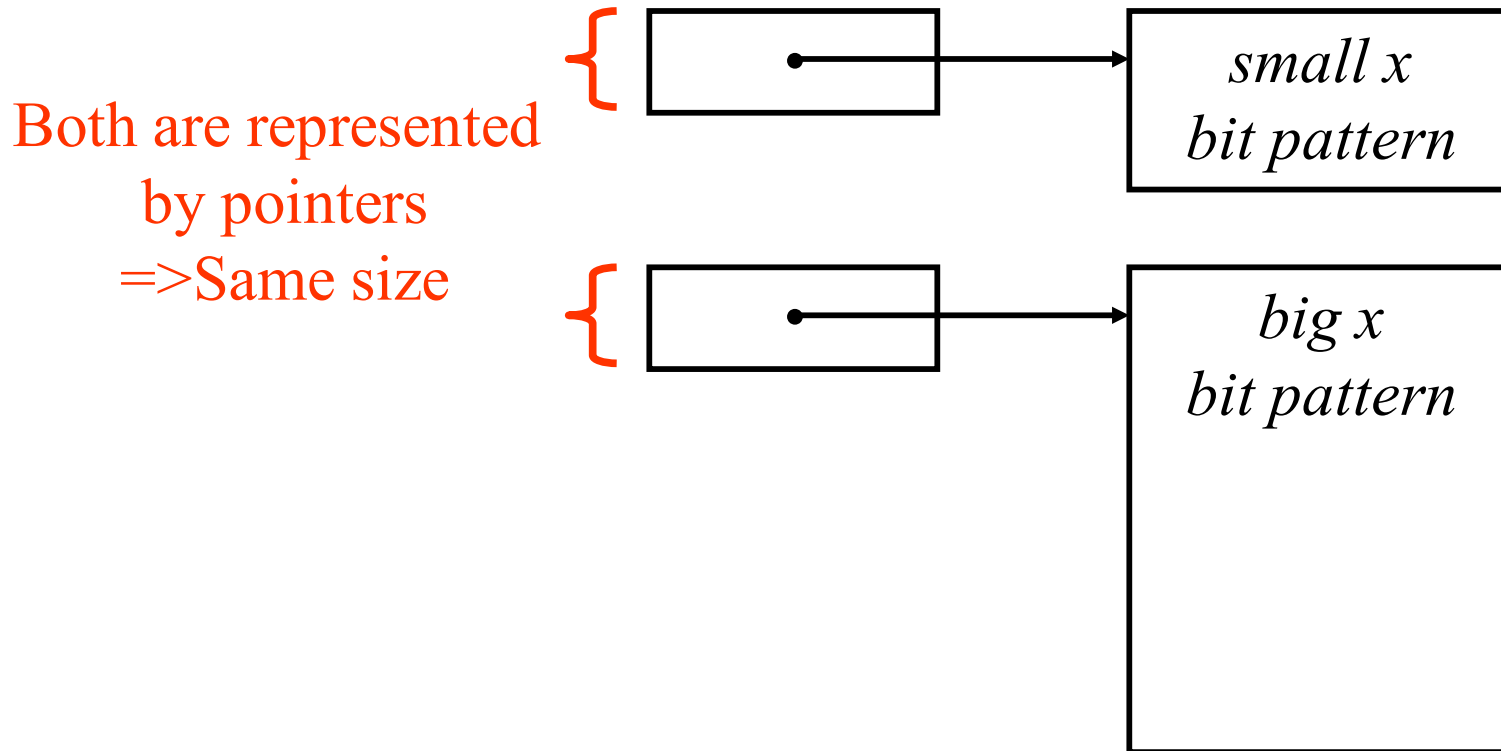 Both are represented
by pointers
=>Same size
small x
bit pattern
big x
bit pattern